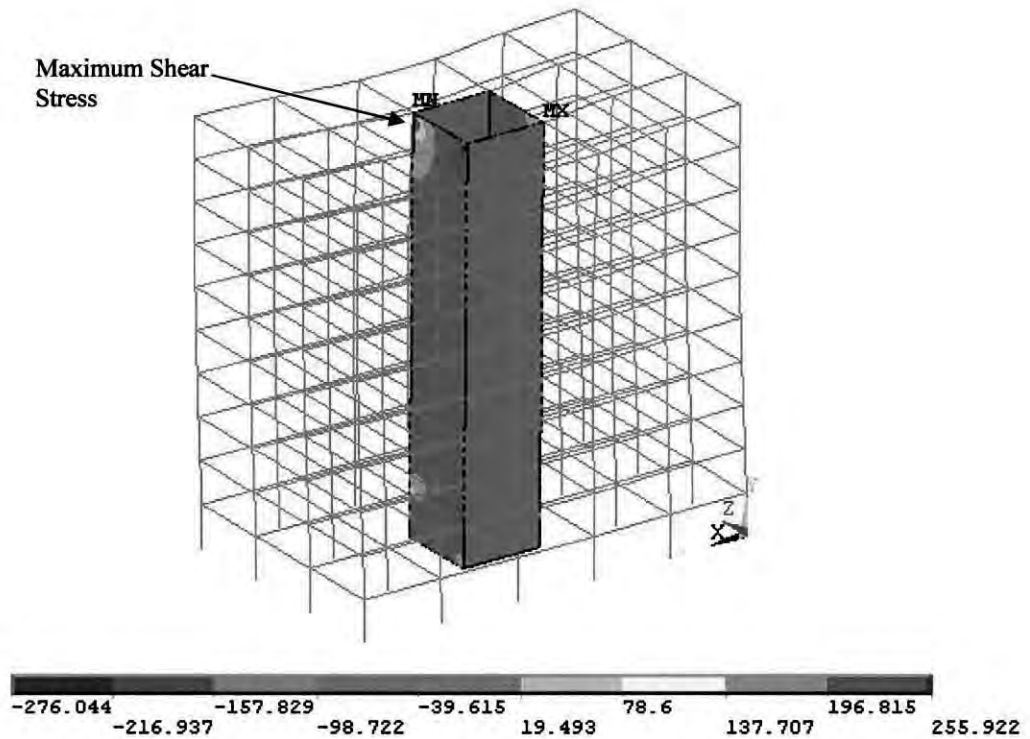 Maximum Shear
Stress
MN
MX
Z
X
-276.044 -157.829 -39.615 78.6 196.815
-216.937 -98.722 19.493 137.707 255.922